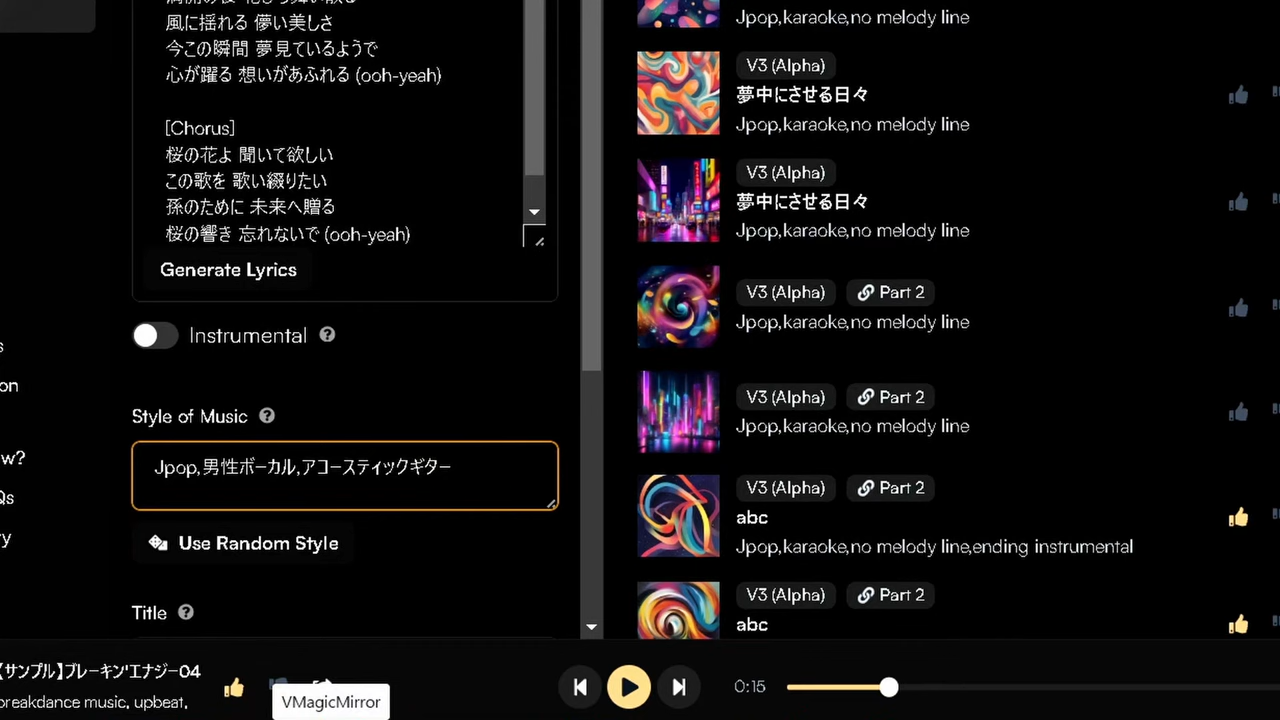 風に揺れる 儚い美しさ
今この瞬間 夢見ているようで
心が躍る 想いがあふれる (ooh-yeah)
[Chorus]
桜の花よ 聞いて欲しい
この歌を 歌い綴りたい
孫のために 未来へ贈る
桜の響き 忘れないで (ooh-yeah)
Generate Lyrics
Instrumental
Style of Music
Jpop,男性ボーカル,アコースティックギター
Use Random Style
Title
Jpop,karaoke,no melody line
V3 (Alpha)
夢中にさせる日々
Jpop,karaoke,no melody line
V3 (Alpha)
夢中にさせる日々
Jpop,karaoke,no melody line
V3 (Alpha) Part 2
Jpop,karaoke,no melody line
V3 (Alpha) Part 2
Jpop,karaoke,no melody line
V3 (Alpha) Part 2
abc
Jpop,karaoke,no melody line,ending instrumental
V3 (Alpha) Part 2
abc
【サンプル】ブレーキン'エナジー04
breakdance music, upbeat,
VMagicMirror
0:15